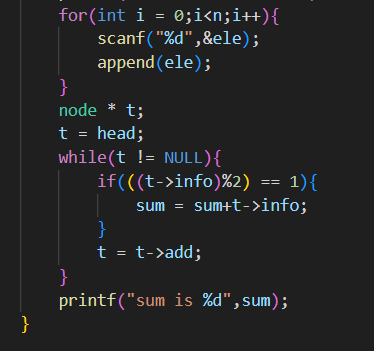 for(int i = 0;i<n;i++){
scanf("%d",&ele);
append(ele);
}
node * t;
t = head;
while(t != NULL){
if(((t->info)%2) == 1){
sum = sum+t->info;
}
t = t->add;
}
printf("sum is %d",sum);
}